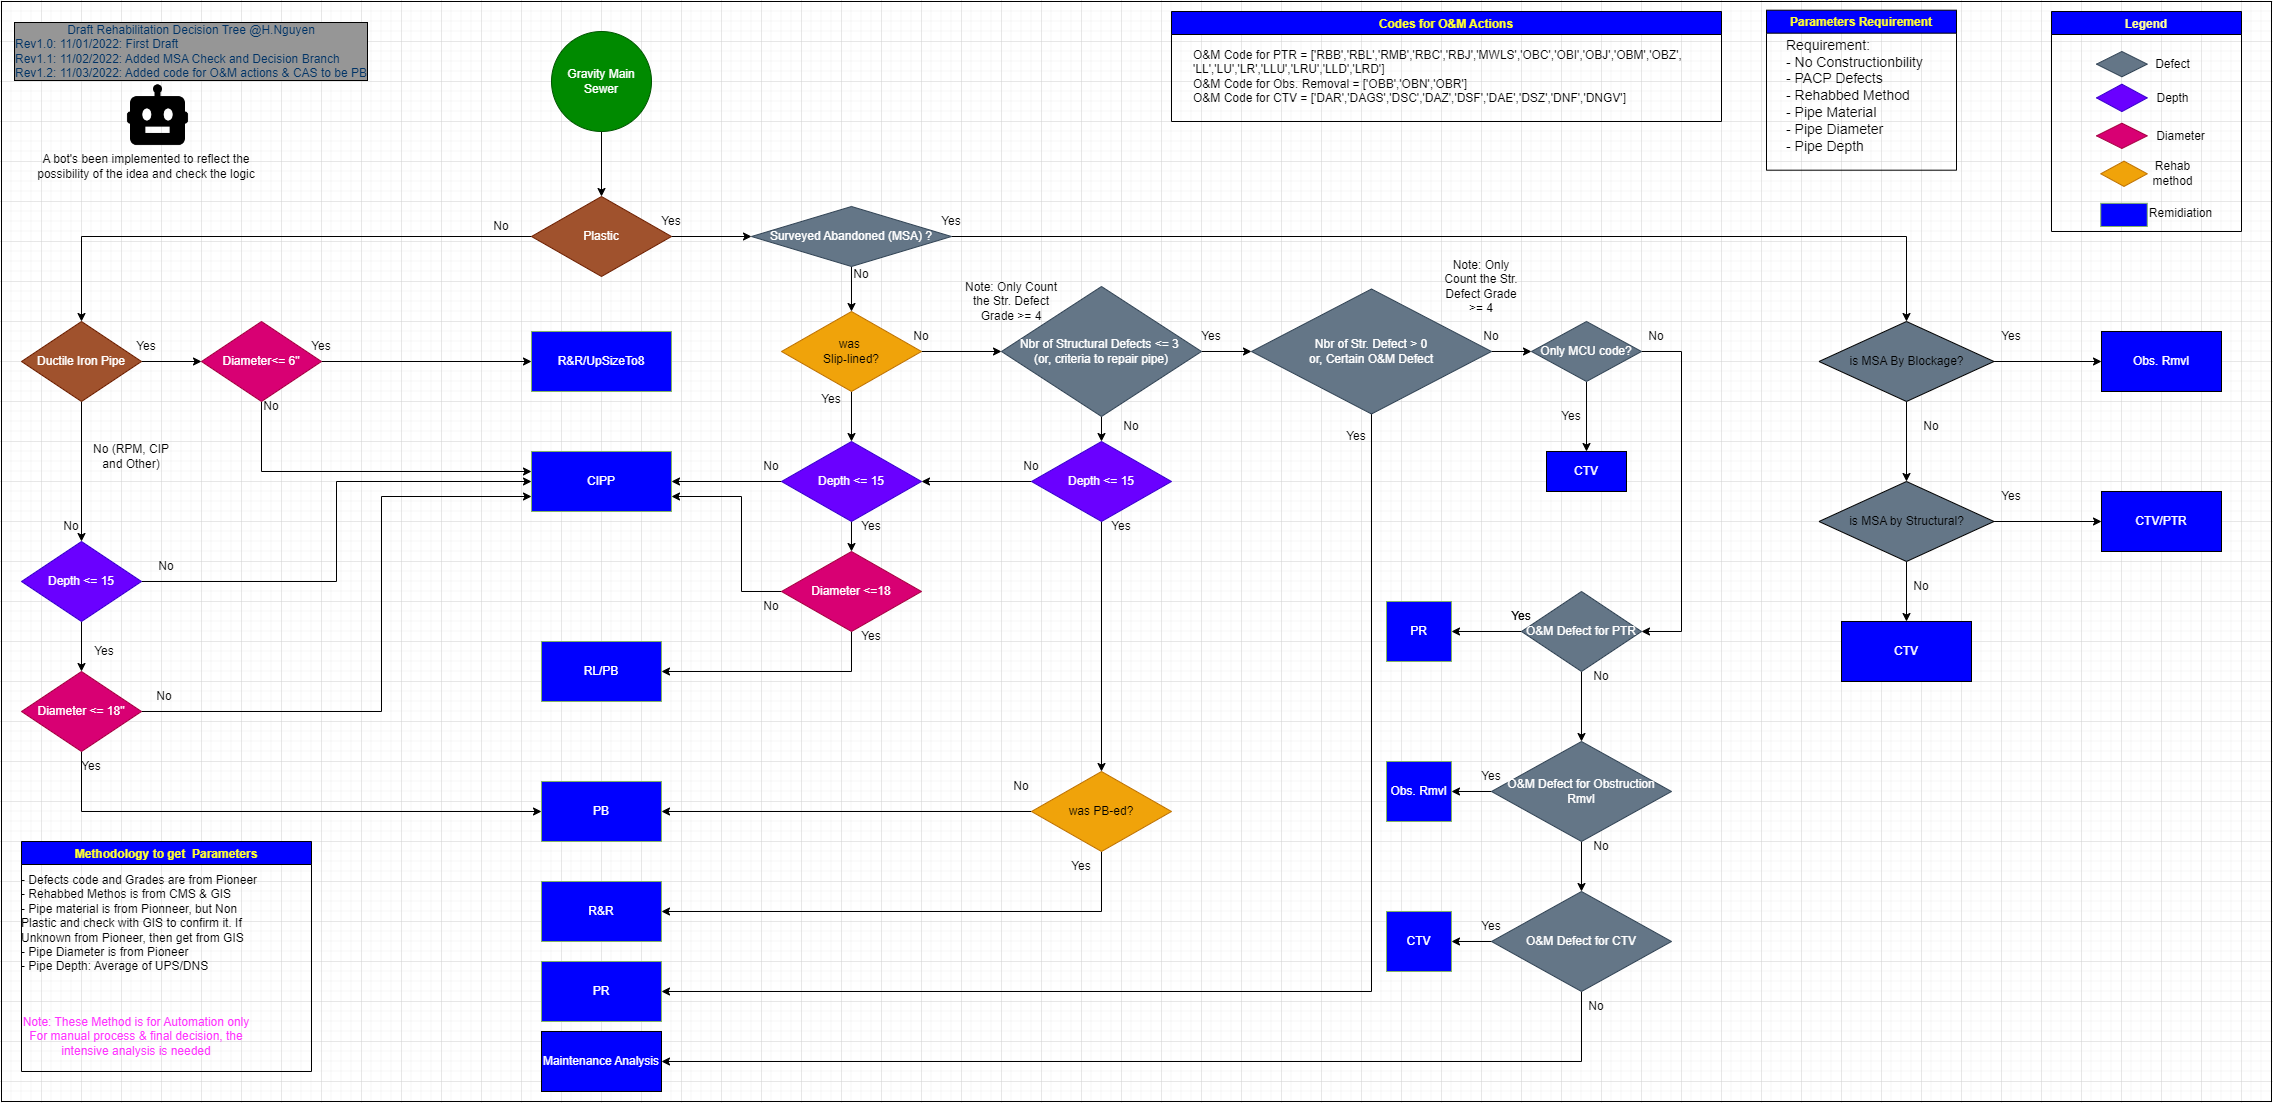 Draft Rehabilitation Decision Tree @H.Nguyen
Rev1.0: 11/01/2022: First Draft
Rev1.1: 11/02/2022: Added MSA Check and Decision Branch
Rev1.2: 11/03/2022: Added code for O&M actions & CAS to be PB
A bot's been implemented to reflect the
possibility of the idea and check the logic
Gravity Main
Sewer
Codes for O&M Actions
O&M Code for PTR = ['RBB','RBL','RMB','RBC','RBJ','MWLS','OBC','OBI','OBJ','OBM','OBZ',
'LL','LU','LR','LLU','LRU','LLD','LRD']
O&M Code for Obs. Removal = ['OBB','OBN','OBR']
O&M Code for CTV = ['DAR','DAGS','DSC','DAZ','DSF','DAE','DSZ','DNF','DNGV']
Parameters Requirement
Requirement:
- No Constructionbility
- PACP Defects
- Rehabbed Method
- Pipe Material
- Pipe Diameter
- Pipe Depth
Legend
Defect
Depth
Diameter
Rehab
method
Remidiation
No
Plastic
Yes
Surveyed Abandoned (MSA) ?
Yes
No
Note: Only Count
the Str. Defect
Grade >= 4
Note: Only
Count the Str.
Defect Grade
>= 4
Ductile Iron Pipe
Yes
Diameter<= 6"
Yes
R&R/UpSizeTo8
was
Slip-lined?
No
Nbr of Structural Defects <= 3
(or, criteria to repair pipe)
Yes
Nbr of Str. Defect > 0
or, Certain O&M Defect
No
Only MCU code?
No
is MSA By Blockage?
Yes
Obs. Rmvl
No
Yes
No
Yes
Yes
No
No (RPM, CIP
and Other)
CIPP
No
Depth <= 15
No
Depth <= 15
CTV
No
Yes
Yes
is MSA by Structural?
Yes
CTV/PTR
No
Depth <= 15
No
Diameter <=18
No
Yes
No
CTV
Yes
RL/PB
PR
Yes
O&M Defect for PTR
No
Diameter <= 18"
No
Yes
PB
No
was PB-ed?
Yes
Obs. Rmvl
Yes
O&M Defect for Obstruction
Rmvl
No
R&R
CTV
Yes
O&M Defect for CTV
No
PR
Maintenance Analysis
Methodology to get  Parameters
- Defects code and Grades are from Pioneer
- Rehabbed Methos is from CMS & GIS
- Pipe material is from Pionneer, but Non
Plastic and check with GIS to confirm it. If
Unknown from Pioneer, then get from GIS
- Pipe Diameter is from Pioneer
- Pipe Depth: Average of UPS/DNS
Note: These Method is for Automation only
For manual process & final decision, the
intensive analysis is needed